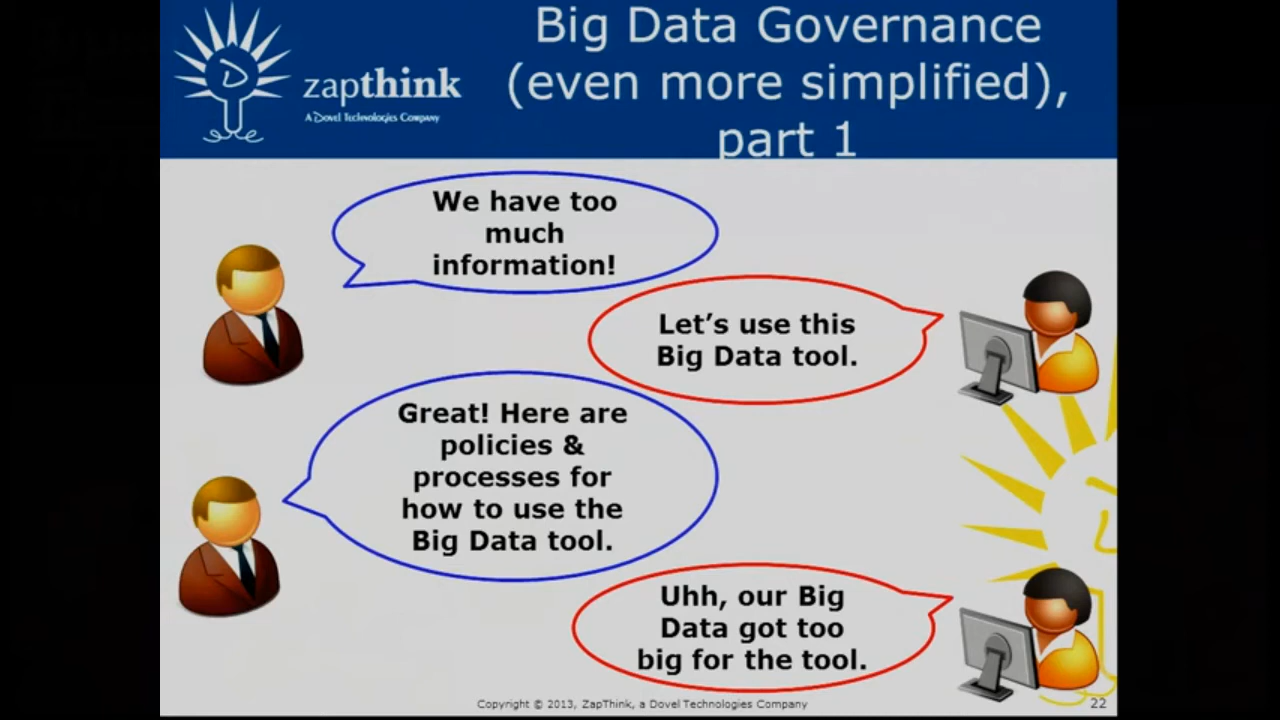 Big Data Governance
(even more simplified),
part 1
zapthink
A Dovel Technologies Company
We have too
much
information!
Let's use this
Big Data tool.
Great! Here are
policies &
processes for
how to use the
Big Data tool.
Uhh, our Big
Data got too
big for the tool.
Copyright © 2013, ZapThink, a Dovel Technologies Company
22